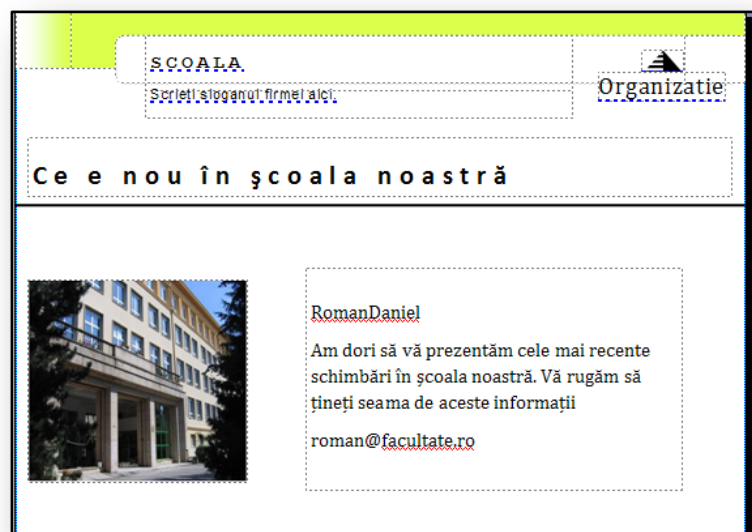 SCOALA
Scrieți sloganul firmei aici.
Organizatie
Ce e nou în şcoala noastră
RomanDaniel
Am dori să vă prezentăm cele mai recente
schimbări în şcoala noastră. Vă rugăm să
țineți seama de aceste informații
roman@facultate.ro